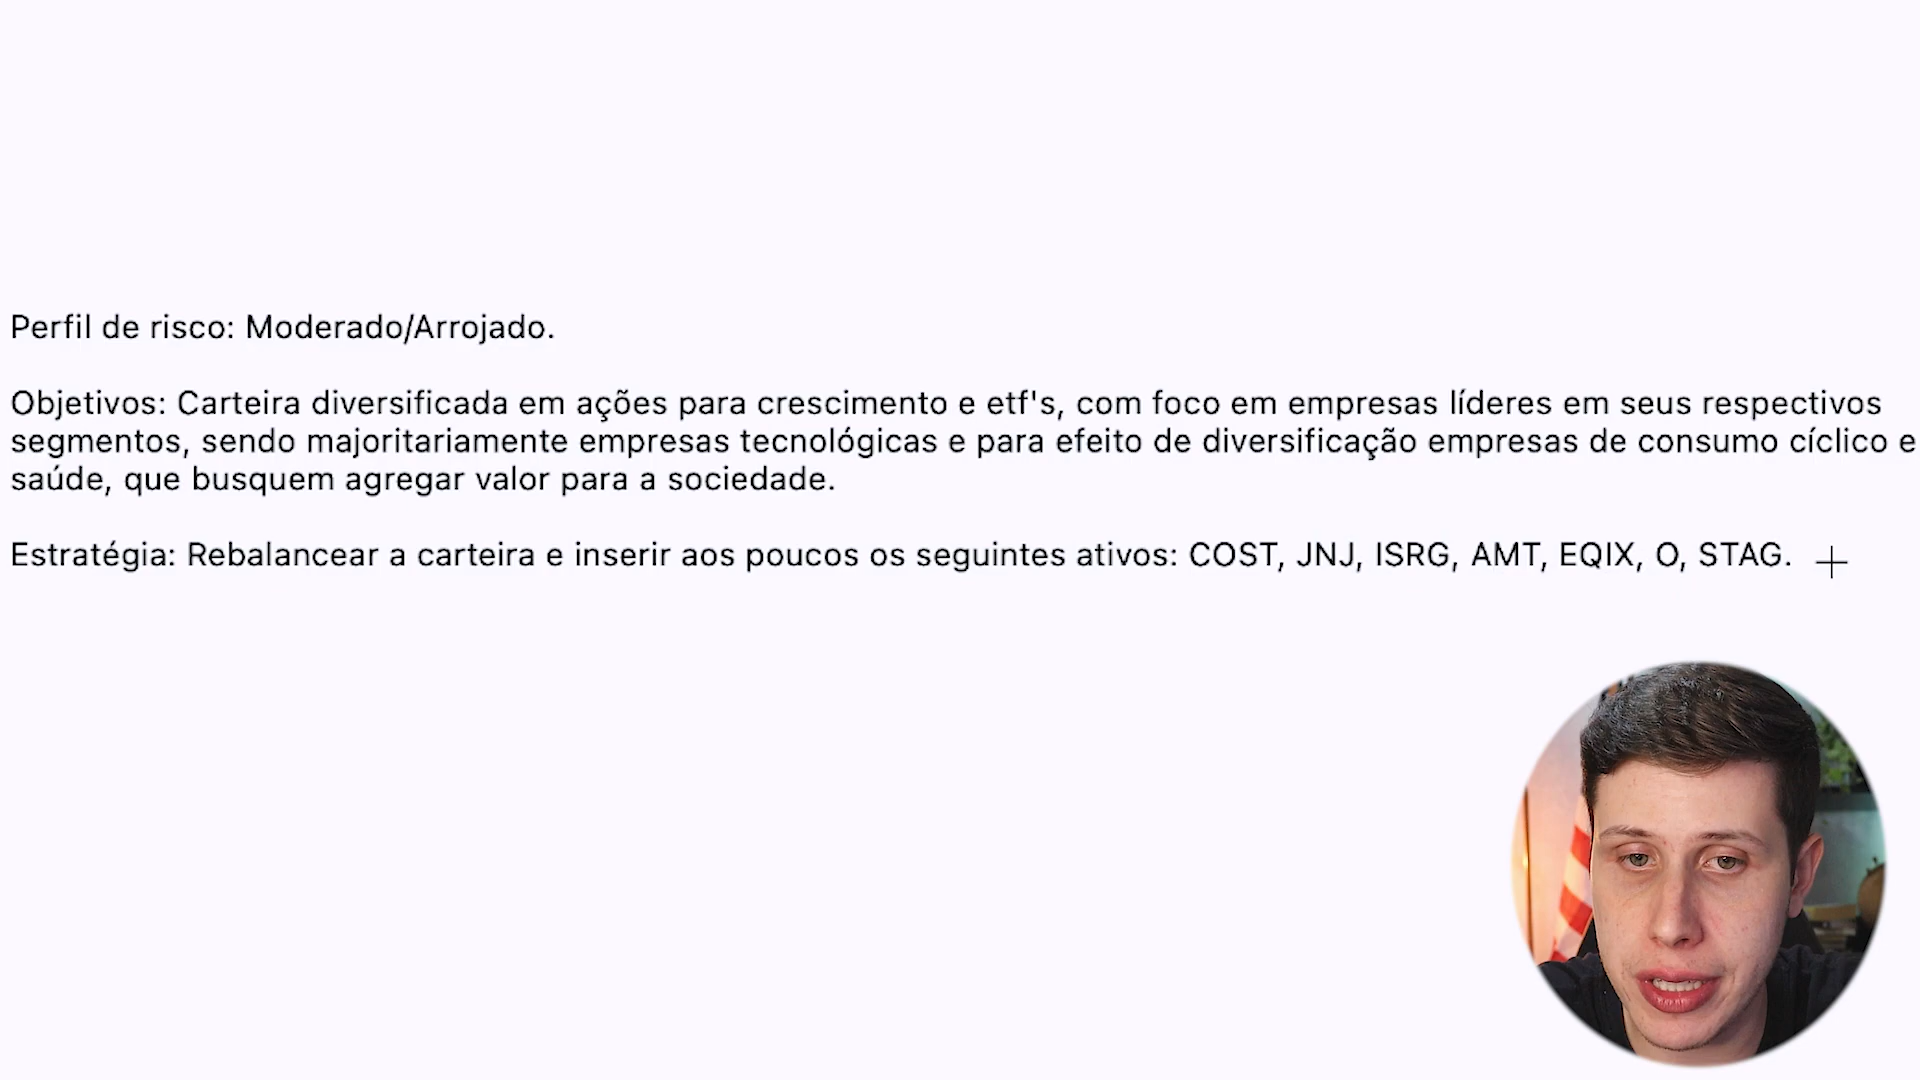 Perfil de risco: Moderado/Arrojado.
Objetivos: Carteira diversificada em ações para crescimento e etf's, com foco em empresas líderes em seus respectivos
segmentos, sendo majoritariamente empresas tecnológicas e para efeito de diversificação empresas de consumo cíclico e
saúde, que busquem agregar valor para a sociedade.
Estratégia: Rebalancear a carteira e inserir aos poucos os seguintes ativos: COST, JNJ, ISRG, AMT, EQIX, O, STAG.